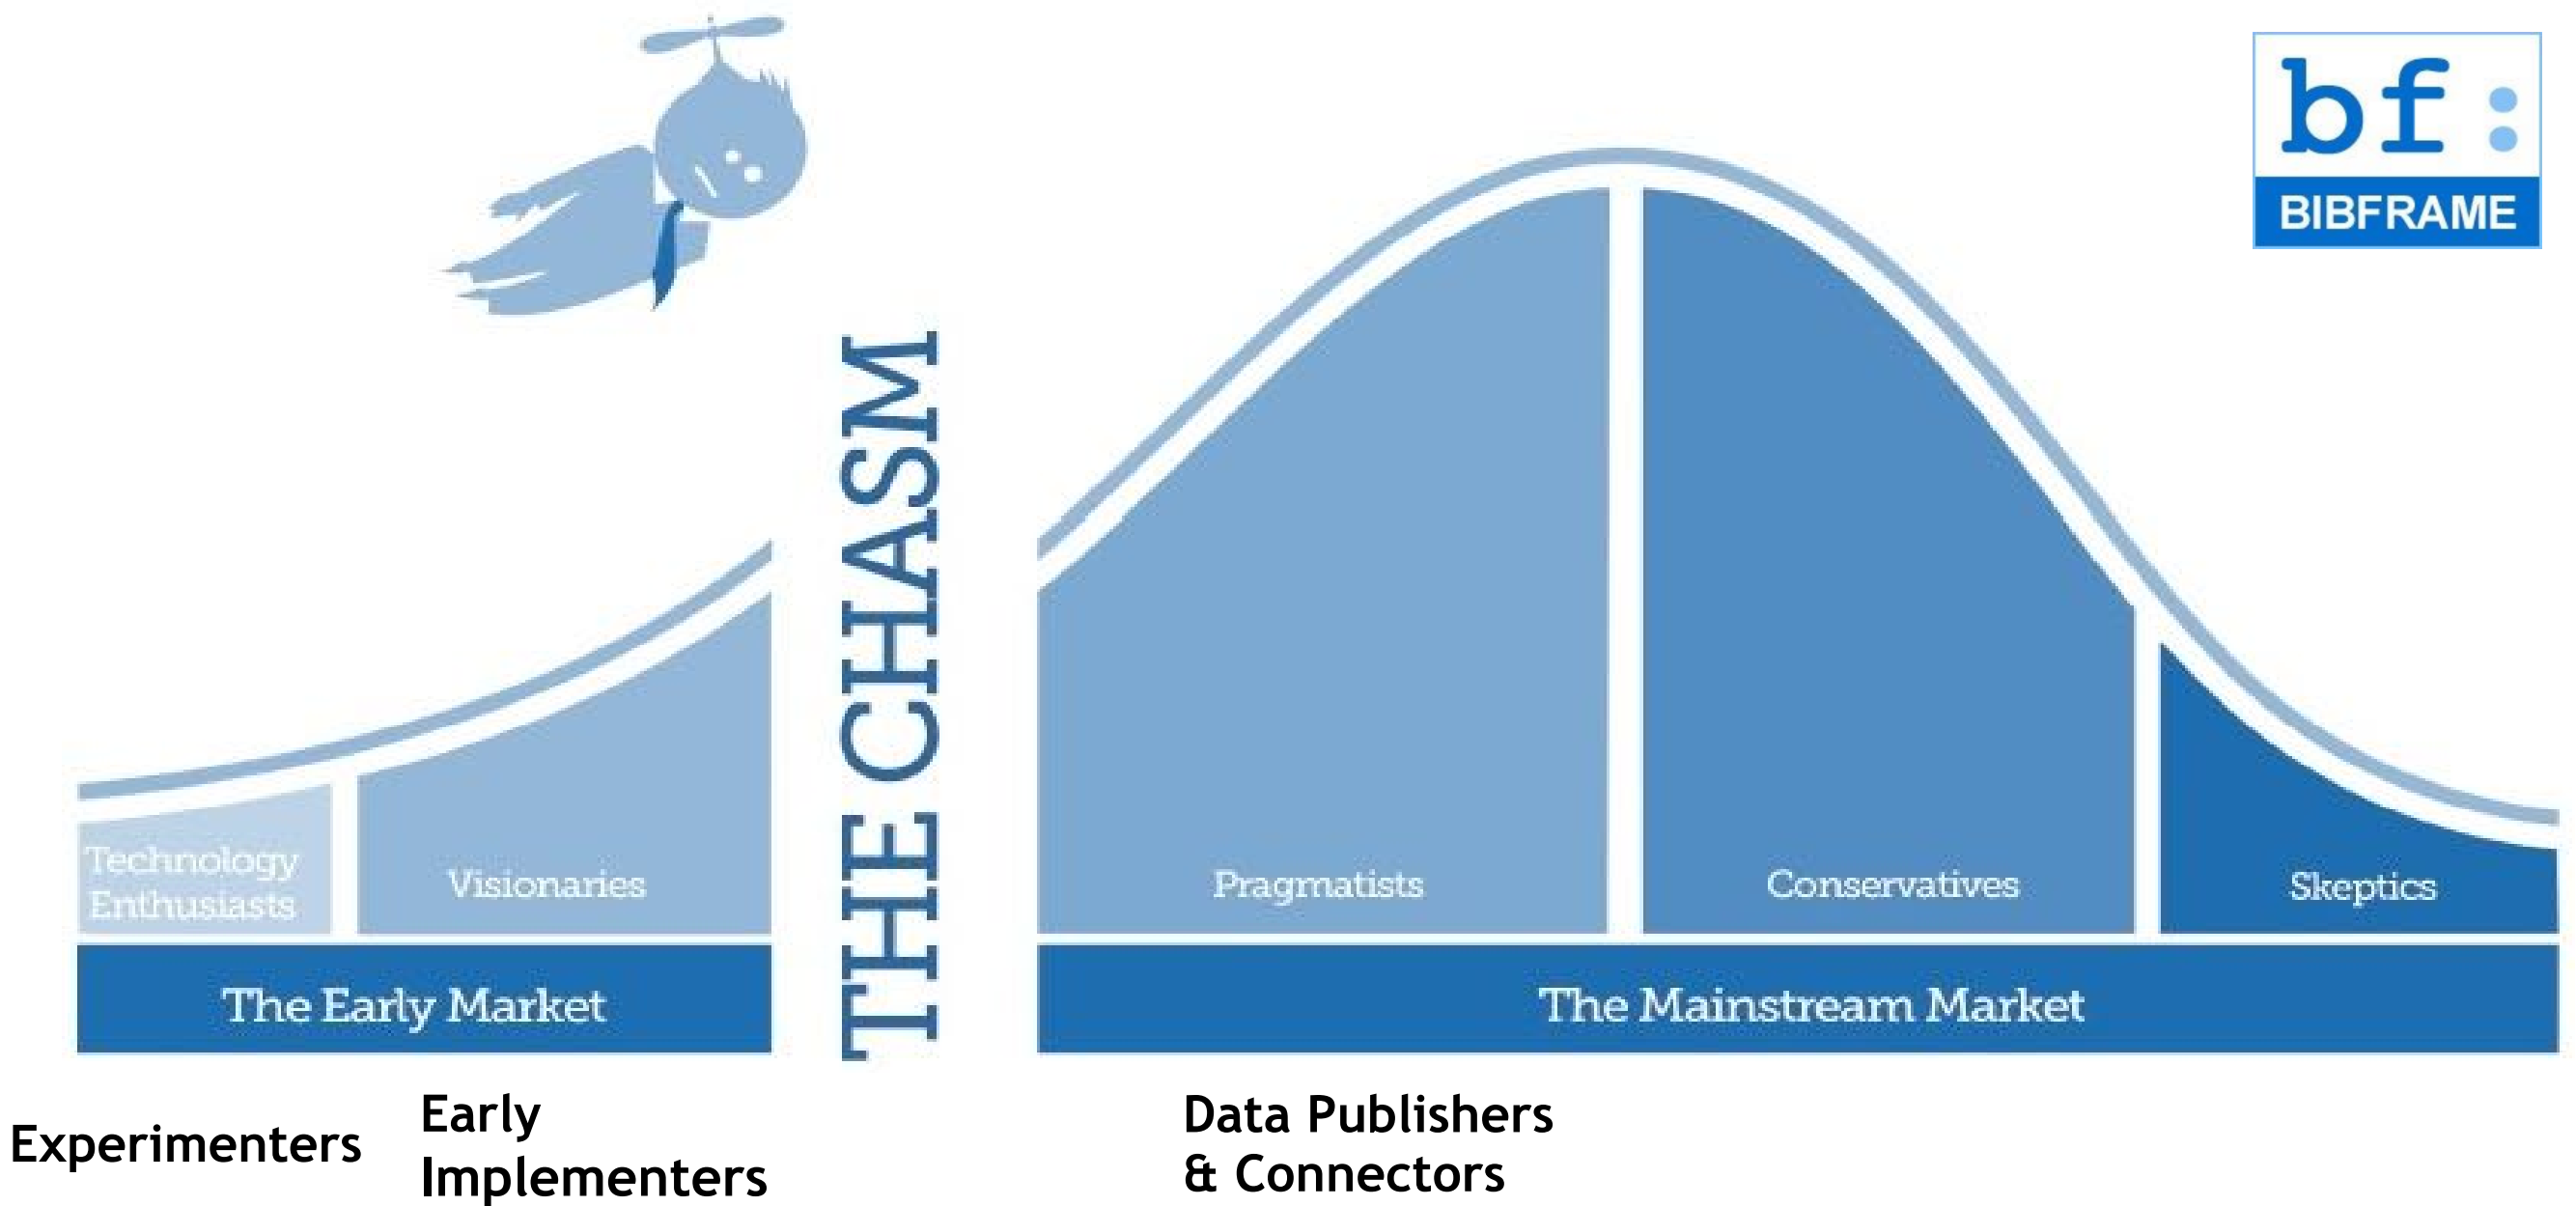 bf:
BIBFRAME
THE CHASM
Technology
Enthusiasts
Visionaries
Pragmatists
Conservatives
Skeptics
The Early Market
The Mainstream Market
Experimenters
Early
Implementers
Data Publishers
& Connectors